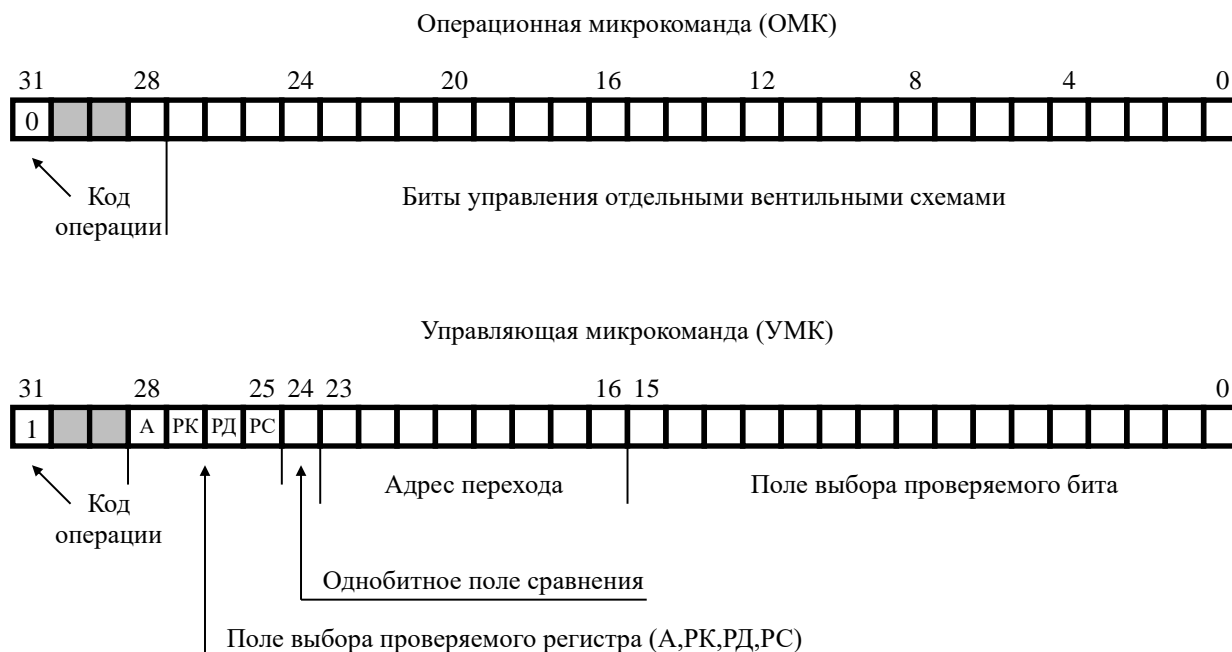 Операционная микрокоманда (ОМК)
31 28 24 20 16 12 8 4 0
0
Код
операции
Биты управления отдельными вентильными схемами
Управляющая микрокоманда (УМК)
31 28 25 24 23 16 15 0
1 А РК РД РС
Код
операции
Адрес перехода
Поле выбора проверяемого бита
Однобитное поле сравнения
Поле выбора проверяемого регистра (А,РК,РД,РС)